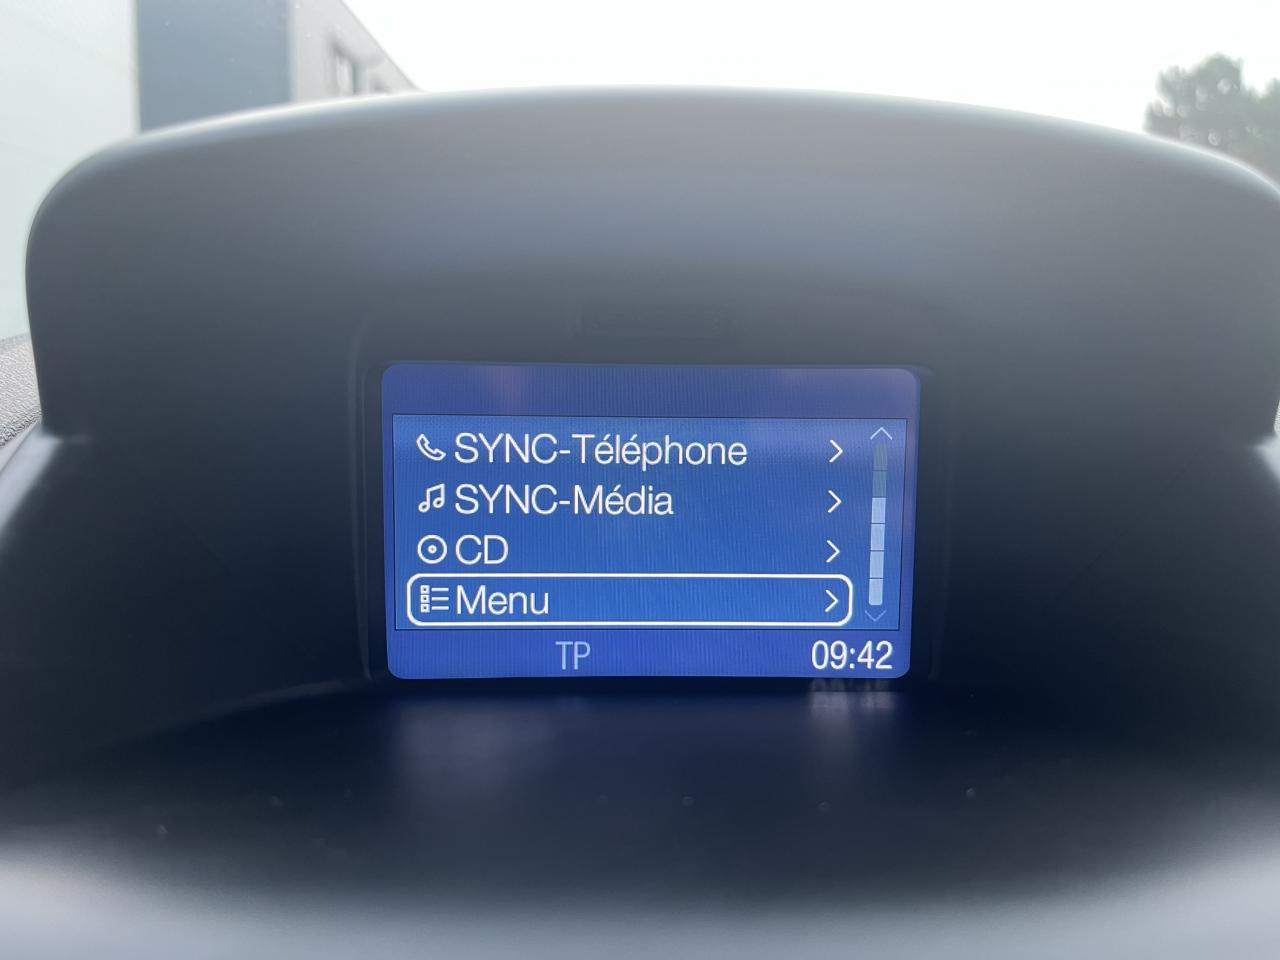 SYNC-Téléphone
SYNC-Média
CD
Menu
TP 09:42